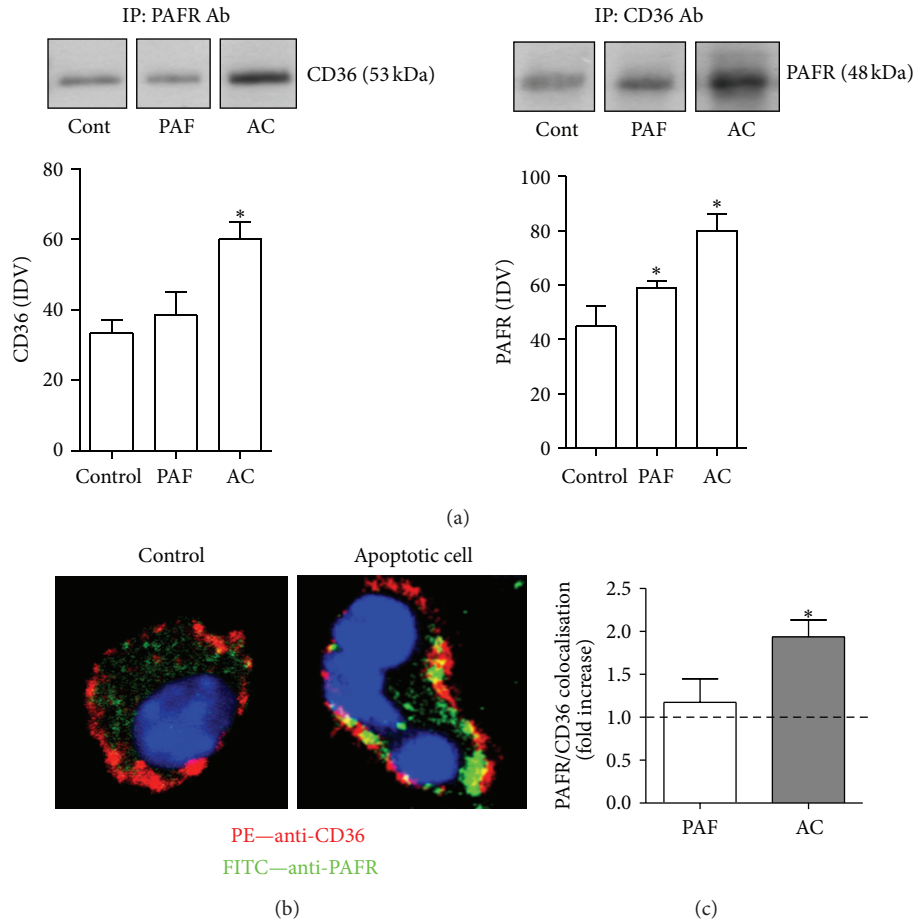 IP: PAFR Ab
CD36 (53 kDa)
Cont PAF AC
80
60
40
20
0
CD36 (IDV)
*
Control PAF AC
IP: CD36 Ab
PAFR (48 kDa)
Cont PAF AC
100
80
60
40
20
0
PAFR (IDV)
*
*
Control PAF AC
(a)
Control
Apoptotic cell
PE—anti-CD36
FITC—anti-PAFR
(b)
2.5
2.0
1.5
1.0
0.5
0.0
PAFR/CD36 colocalisation
(fold increase)
*
PAF AC
(c)